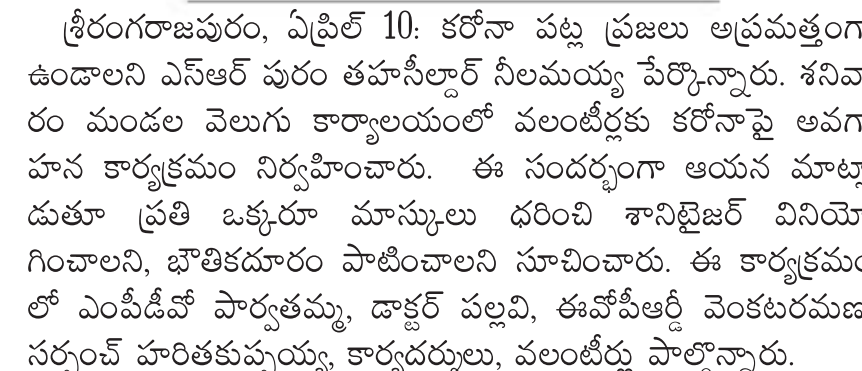 శ్రీరంగరాజపురం, ఏప్రిల్ 10: కరోనా పట్ల ప్రజలు అప్రమత్తంగా
ఉండాలని ఎస్ఆర్ పురం తహసీల్దార్ నీలమయ్య పేర్కొన్నారు. శనివా
రం మండల వెలుగు కార్యాలయంలో వలంటీర్లకు కరోనాపై అవగా
హన కార్యక్రమం నిర్వహించారు. ఈ సందర్భంగా ఆయన మాట్లా
డుతూ ప్రతి ఒక్కరూ మాస్కులు ధరించి శానిటైజర్ వినియో
గించాలని, భౌతికదూరం పాటించాలని సూచించారు. ఈ కార్యక్రమం
లో ఎంపీడీవో పార్వతమ్మ, డాక్టర్ పల్లవి, ఈవోపీఆర్డీ వెంకటరమణ
సర్పంచ్ హరితకుప్పయ్య, కార్యదర్శులు, వలంటీర్లు పాల్గొన్నారు.